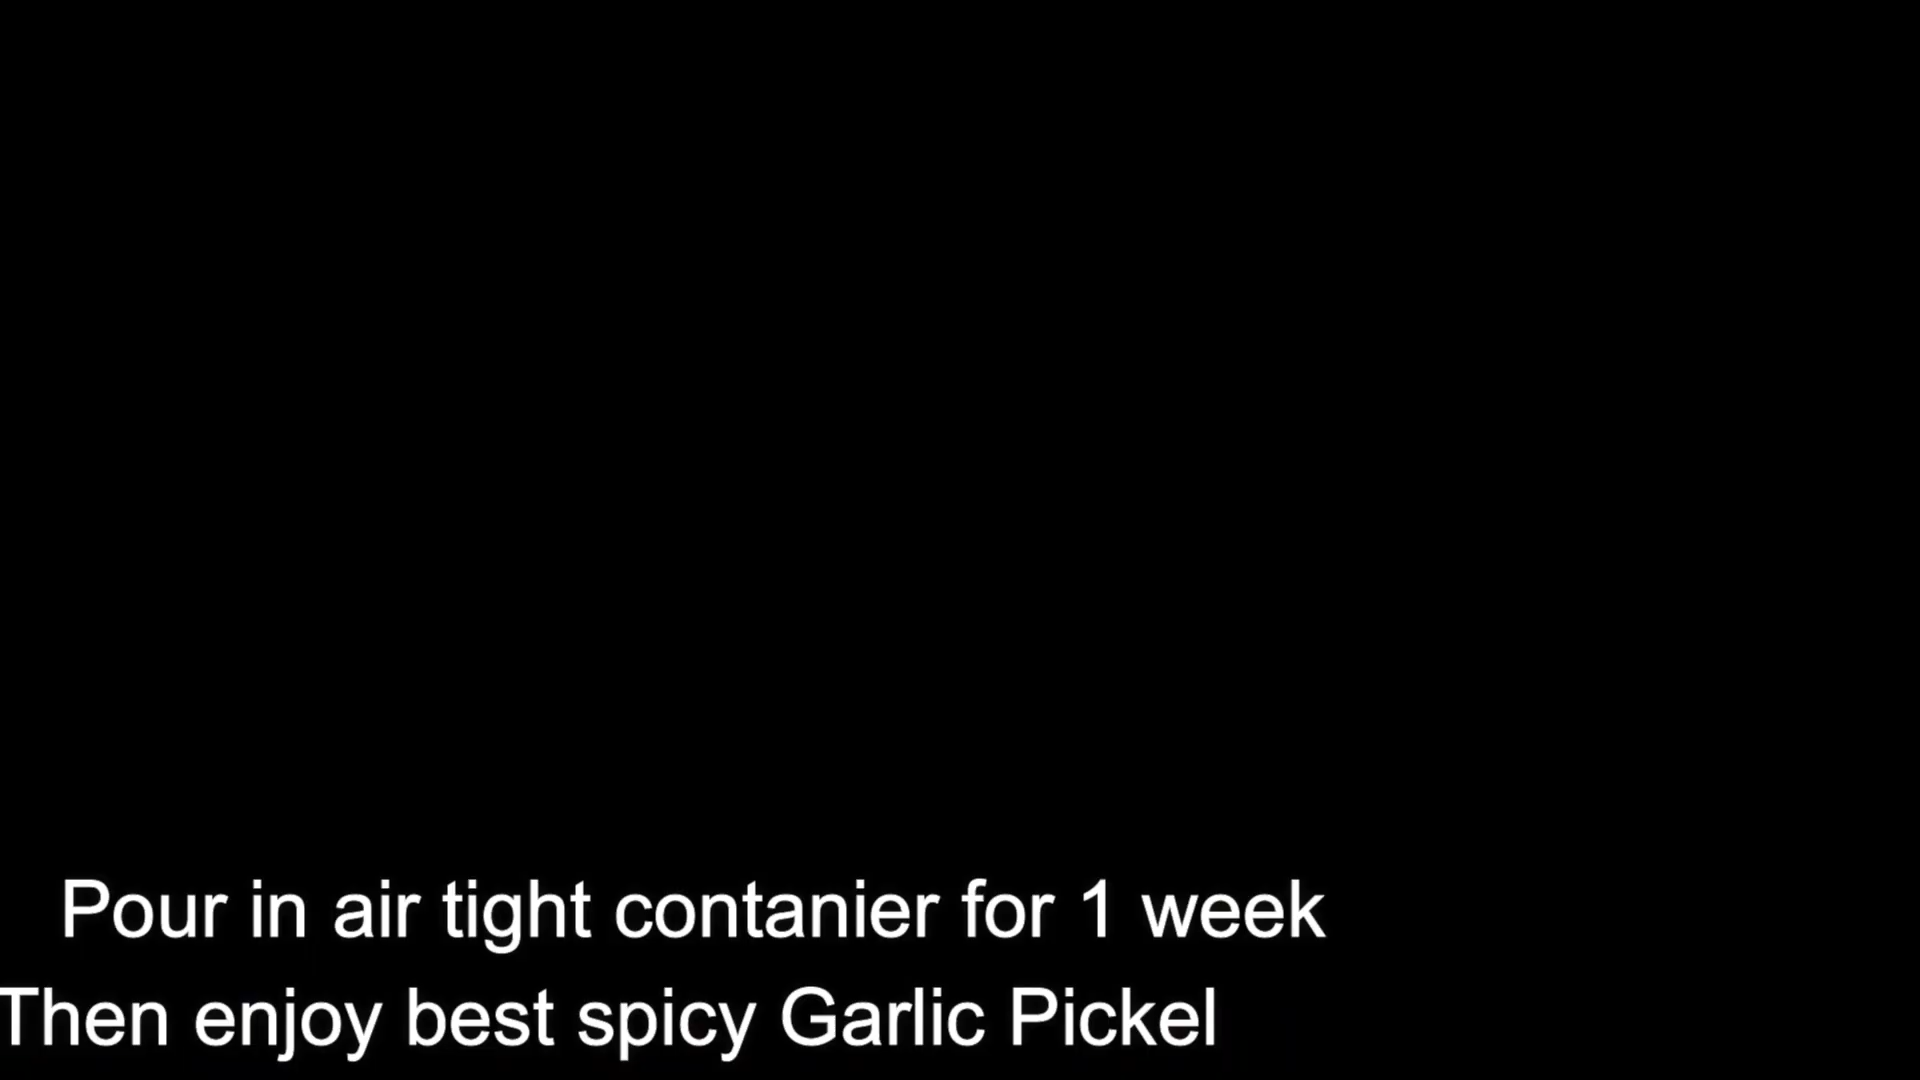 Pour in air tight contanier for 1 week
Then enjoy best spicy Garlic Pickel